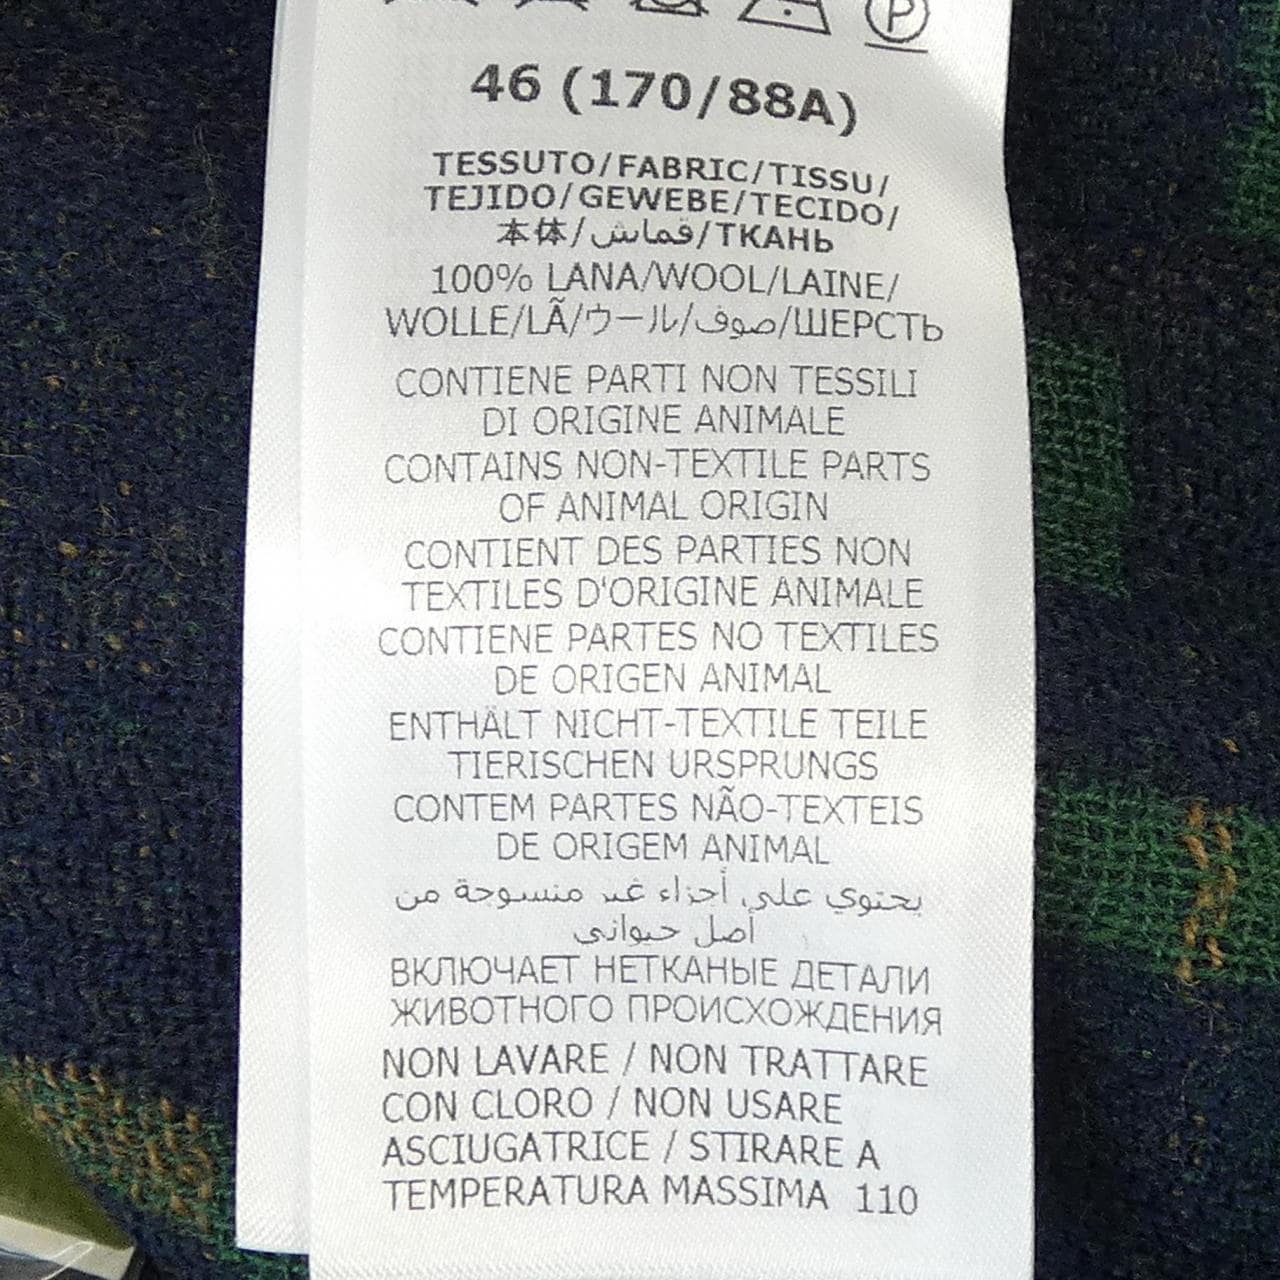 P
46 (170/88A)
TESSUTO/FABRIC/TISSU/
TEJIDO/GEWEBE/TECIDO/
本体/قماش/ТКАНЬ
100% LANA/WOOL/LAINE/
WOLLE/LÃ/ウール/صوف/ШЕРСТЬ
CONTIENE PARTI NON TESSILI
DI ORIGINE ANIMALE
CONTAINS NON-TEXTILE PARTS
OF ANIMAL ORIGIN
CONTIENT DES PARTIES NON
TEXTILES D'ORIGINE ANIMALE
CONTIENE PARTES NO TEXTILES
DE ORIGEN ANIMAL
ENTHÄLT NICHT-TEXTILE TEILE
TIERISCHEN URSPRUNGS
CONTEM PARTES NÃO-TEXTEIS
DE ORIGEM ANIMAL
يحتوي على أجزاء غير منسوجة من
أصل حيواني
ВКЛЮЧАЕТ НЕТКАНЫЕ ДЕТАЛИ
ЖИВОТНОГО ПРОИСХОЖДЕНИЯ
NON LAVARE / NON TRATTARE
CON CLORO / NON USARE
ASCIUGATRICE / STIRARE A
TEMPERATURA MASSIMA 110